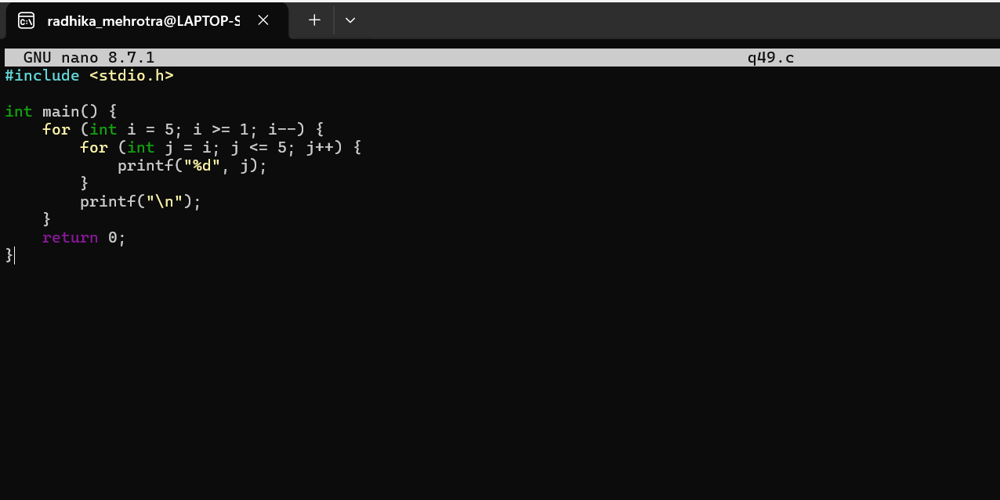 radhika_mehrotra@LAPTOP-S
GNU nano 8.7.1 q49.c
#include <stdio.h>

int main() {
    for (int i = 5; i >= 1; i--) {
        for (int j = i; j <= 5; j++) {
            printf("%d", j);
        }
        printf("\n");
    }
    return 0;
}